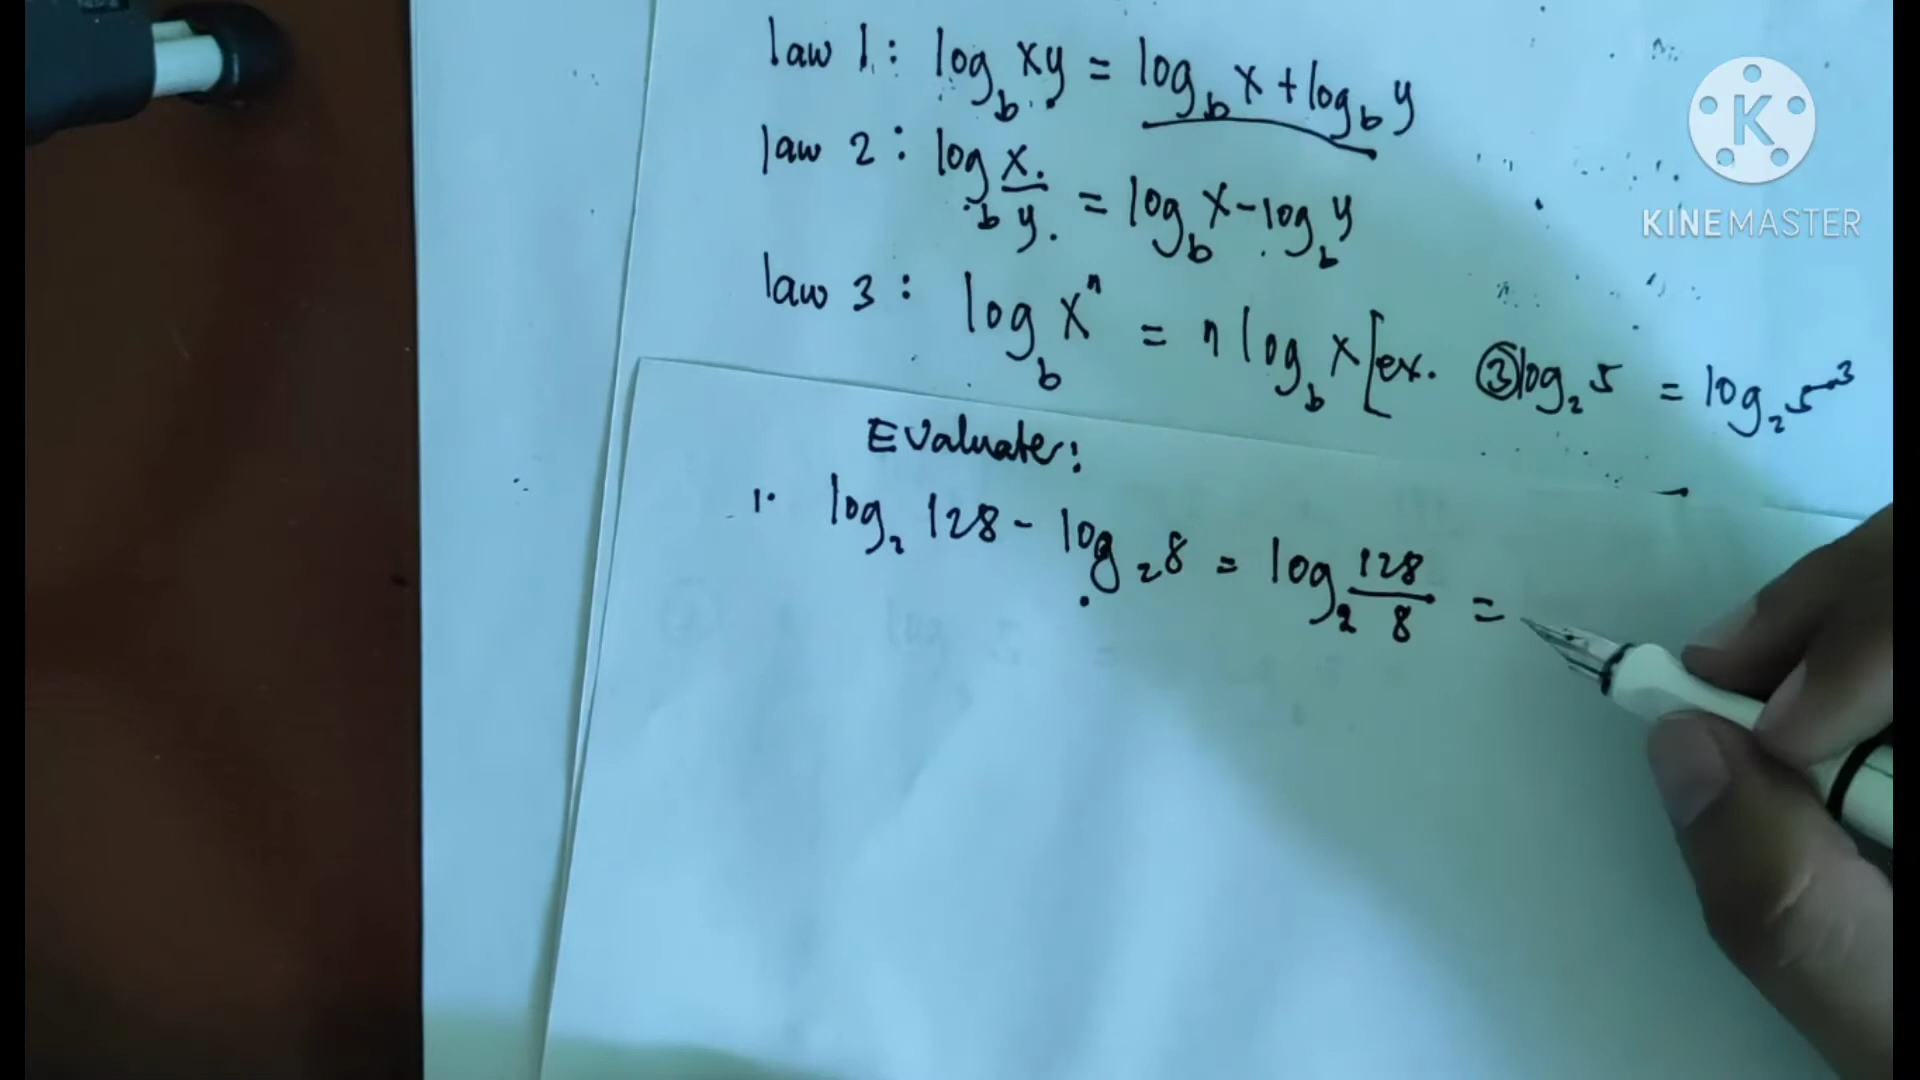 law 1: log_b xy = log_b x + log_b y
law 2: log_b x/y = log_b x - log_b y
law 3: log_b x^n = n log_b x [ex. ③log_2 5 = log_2 5^3
Evaluate:
1. log_2 128 - log_2 8 = log_2 128/8 =
K
KINEMASTER